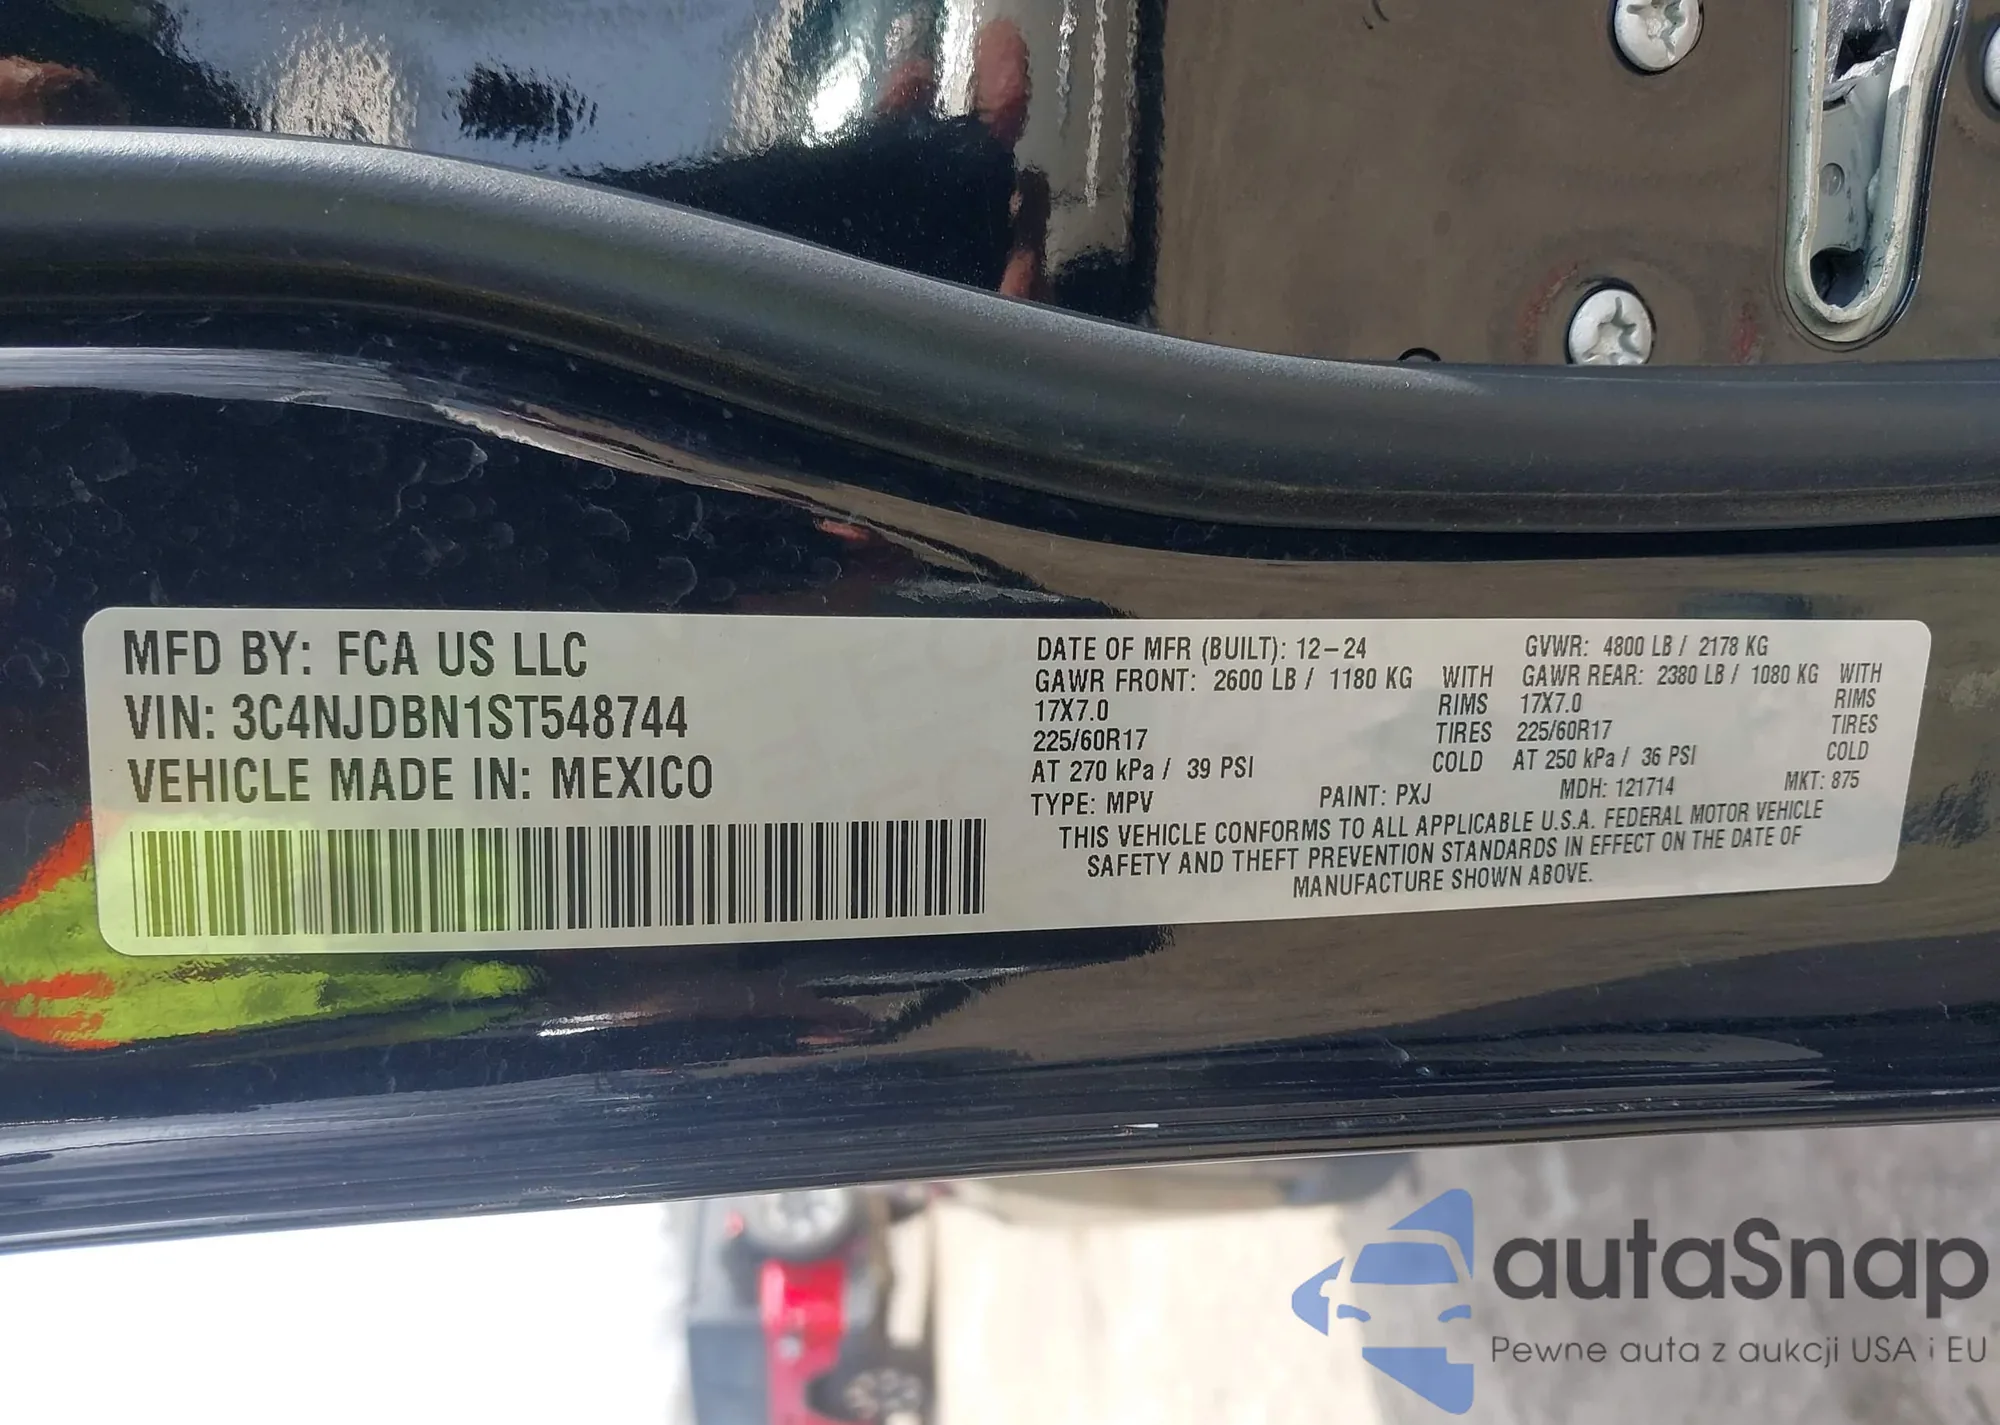 MFD BY: FCA US LLC
VIN: 3C4NJDBN1ST548744
VEHICLE MADE IN: MEXICO
DATE OF MFR (BUILT): 12-24 GVWR: 4800 LB / 2178 KG
GAWR FRONT: 2600 LB / 1180 KG WITH GAWR REAR: 2380 LB / 1080 KG WITH
17X7.0 RIMS 17X7.0 RIMS
225/60R17 TIRES 225/60R17 TIRES
AT 270 kPa / 39 PSI COLD AT 250 kPa / 36 PSI COLD
TYPE: MPV PAINT: PXJ MDH: 121714 MKT: 875
THIS VEHICLE CONFORMS TO ALL APPLICABLE U.S.A. FEDERAL MOTOR VEHICLE
SAFETY AND THEFT PREVENTION STANDARDS IN EFFECT ON THE DATE OF
MANUFACTURE SHOWN ABOVE.
autaSnap
Pewne auta z aukcji USA i EU